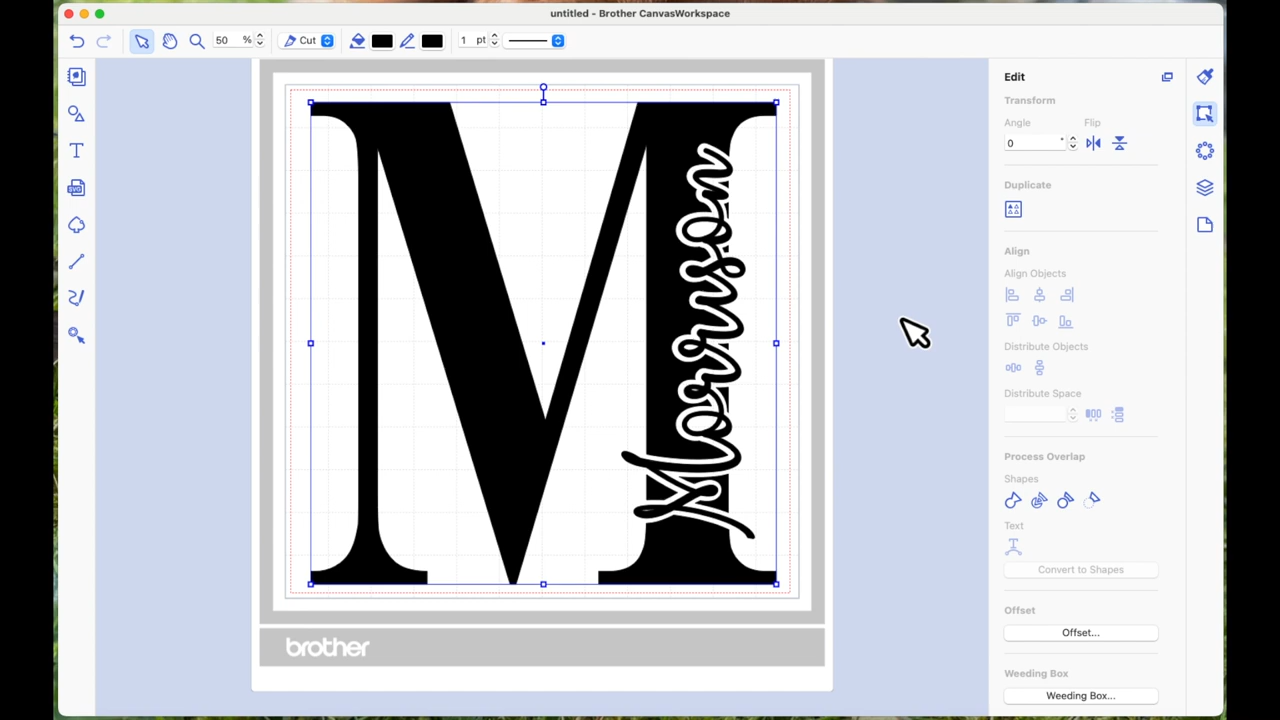 untitled - Brother CanvasWorkspace
50 %
Cut
1 pt
Edit
Transform
Angle Flip
0 °
Duplicate
Align
Align Objects
Distribute Objects
Distribute Space
Process Overlap
Shapes
Text
Convert to Shapes
Offset
Offset...
Weeding Box
Weeding Box...
M
Morrison
SVG
brother